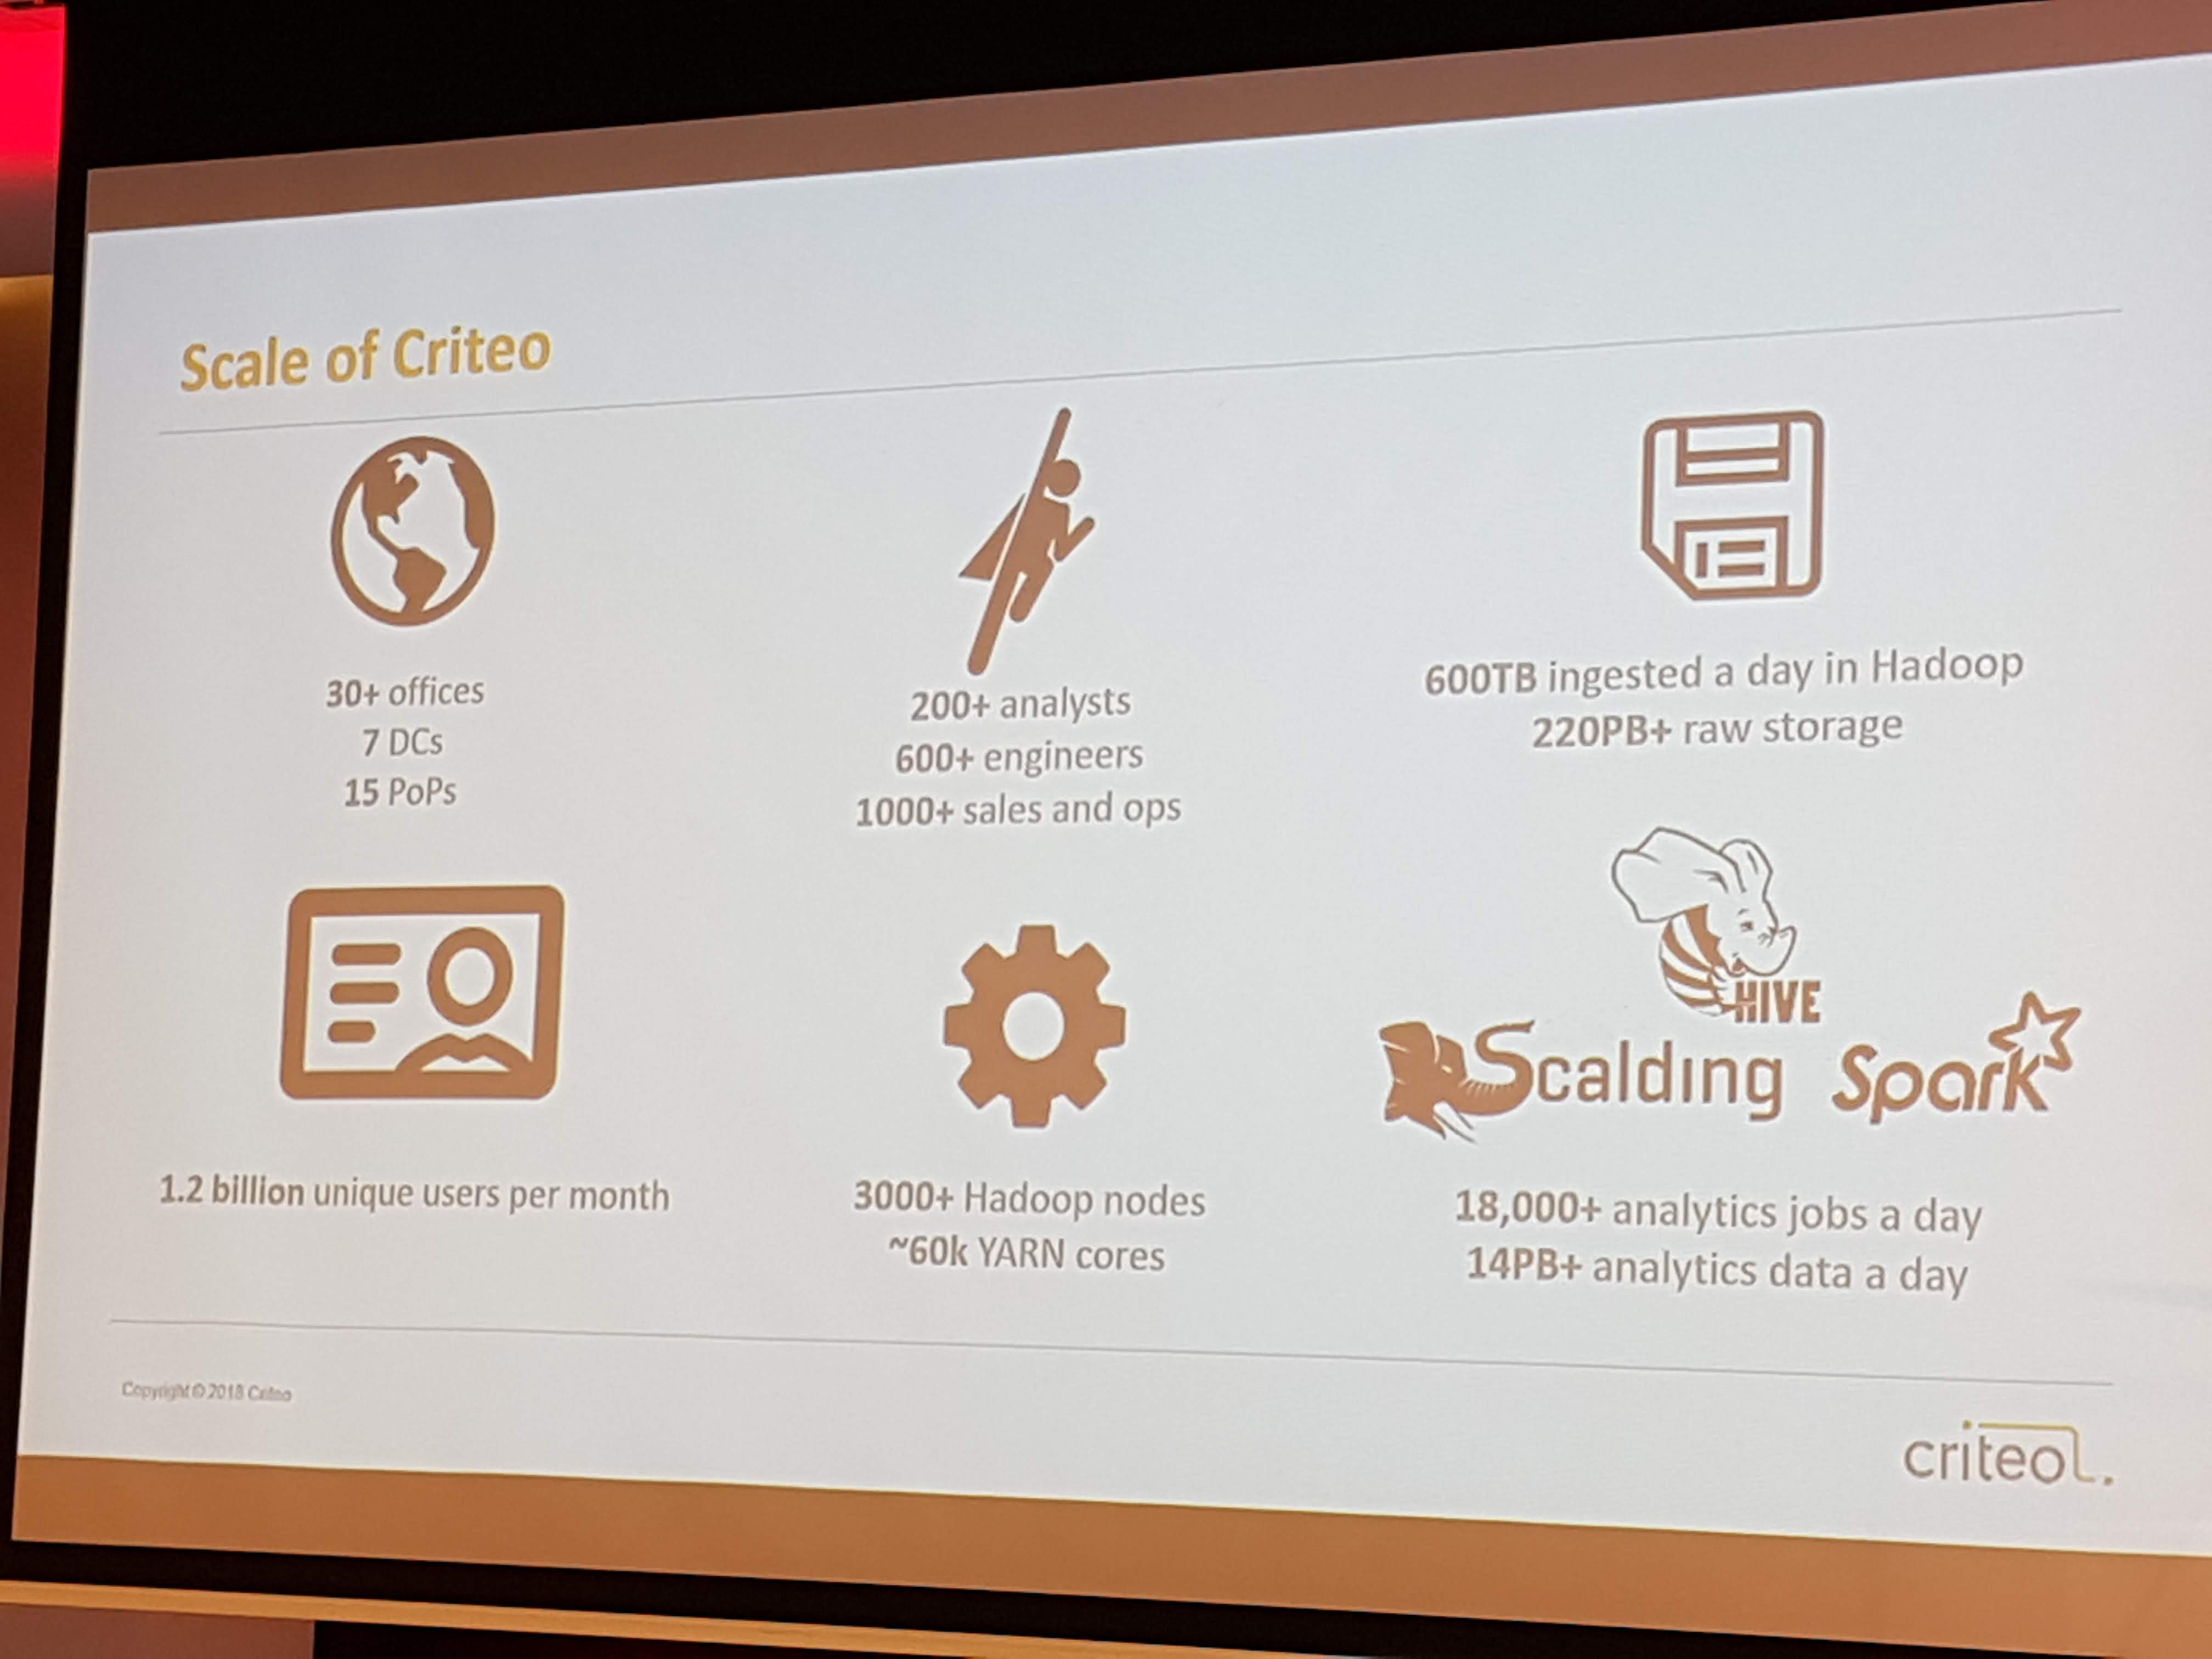 Scale of Criteo
30+ offices
7 DCs
15 PoPs
200+ analysts
600+ engineers
1000+ sales and ops
600TB ingested a day in Hadoop
220PB+ raw storage
1.2 billion unique users per month
3000+ Hadoop nodes
~60k YARN cores
HIVE
Scalding
Spark
18,000+ analytics jobs a day
14PB+ analytics data a day
Copyright © 2018 Criteo
criteol.